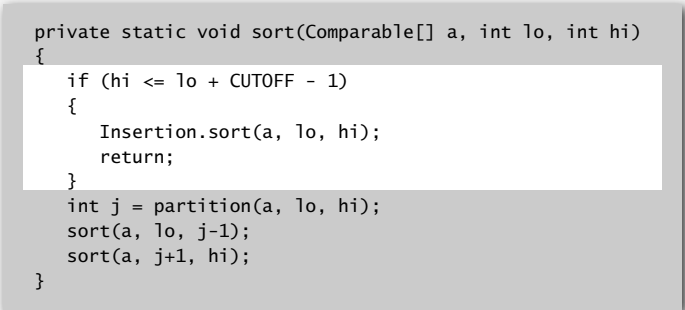 private static void sort(Comparable[] a, int lo, int hi)
{
   if (hi <= lo + CUTOFF - 1)
   {
      Insertion.sort(a, lo, hi);
      return;
   }
   int j = partition(a, lo, hi);
   sort(a, lo, j-1);
   sort(a, j+1, hi);
}